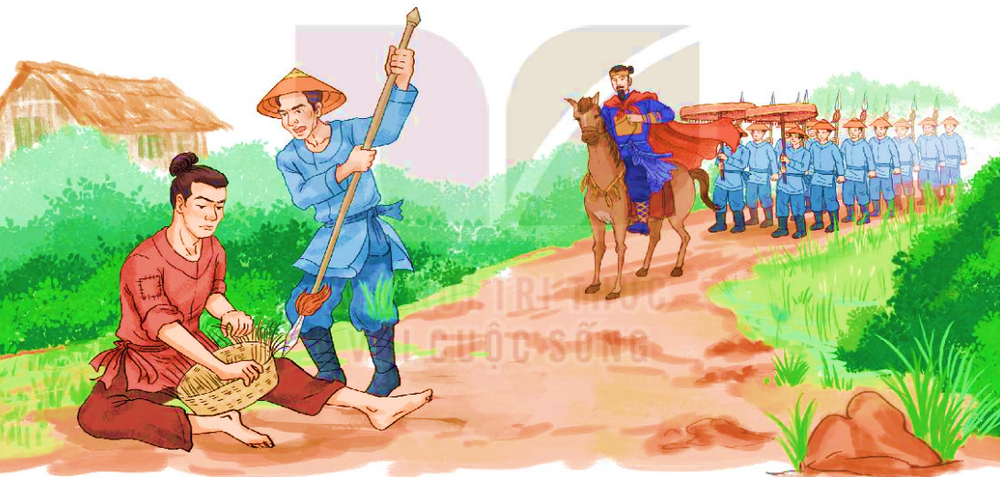 TRI THỨC
CUỘC SỐNG